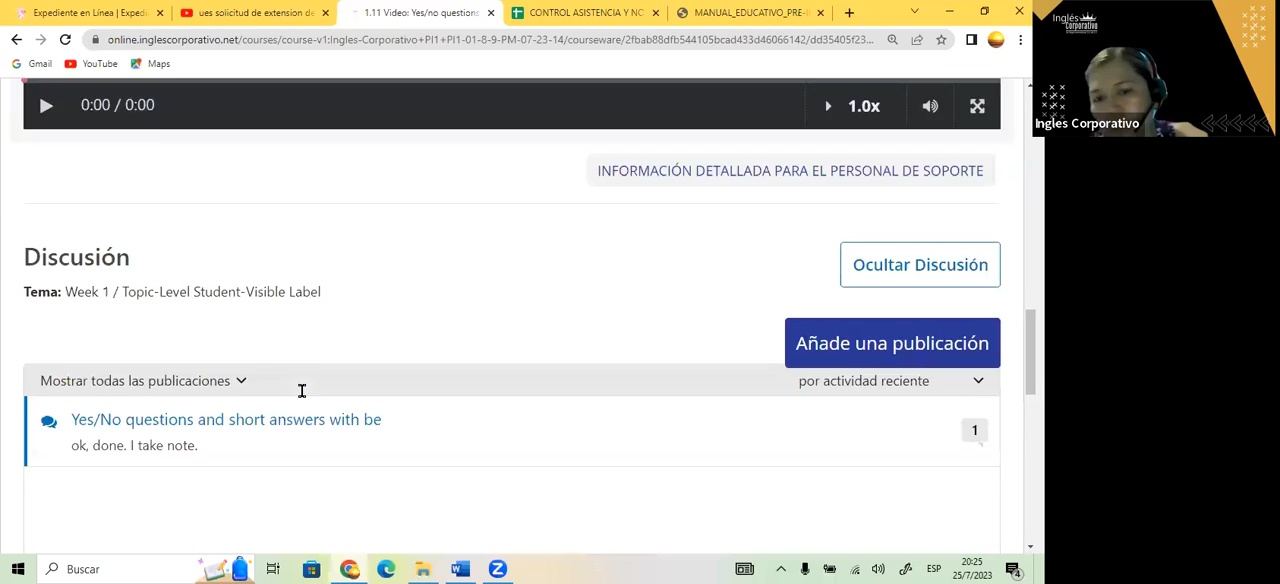 Expediente en Línea | Expedi
ues solicitud de extension de
1.11 Video: Yes/no questions
CONTROL ASISTENCIA Y NC
MANUAL_EDUCATIVO_PRE-I
online.inglescorporativo.net/courses/course-v1:Ingles-Corporativo+PI1+PI1-01-8-9-PM-07-23-14/courseware/2fbab88dfb544105bcad433d46066142/dd35405f23...
Gmail
YouTube
Maps
0:00 / 0:00
1.0x
INFORMACIÓN DETALLADA PARA EL PERSONAL DE SOPORTE
Discusión
Ocultar Discusión
Tema: Week 1 / Topic-Level Student-Visible Label
Añade una publicación
Mostrar todas las publicaciones
por actividad reciente
Yes/No questions and short answers with be
1
ok, done. I take note.
Inglés
Corporativo
Ingles Corporativo
Buscar
ESP
20:25
25/7/2023
4